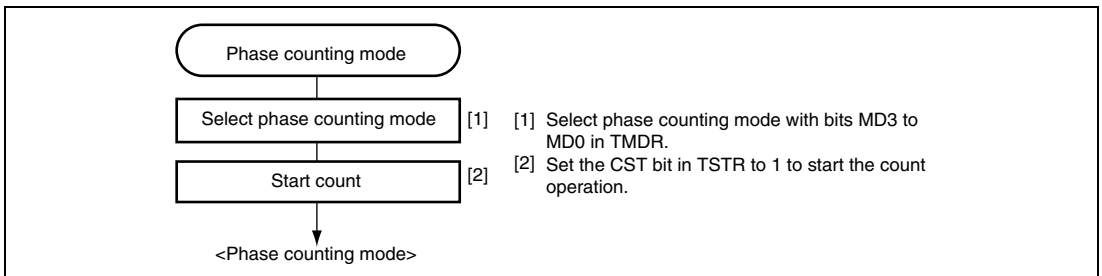 Phase counting mode
Select phase counting mode [1]
[1] Select phase counting mode with bits MD3 to
MD0 in TMDR.
Start count [2]
[2] Set the CST bit in TSTR to 1 to start the count
operation.
<Phase counting mode>